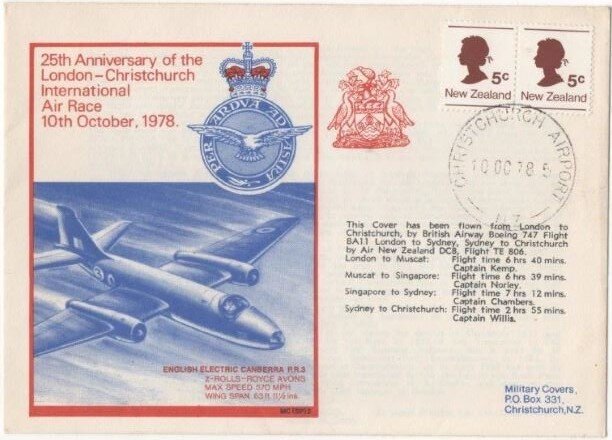 25th Anniversary of the
London-Christchurch
International
Air Race
10th October, 1978.
PER ARDVA AD ASTRA
5c
New Zealand
5c
New Zealand
CHRISTCHURCH AIRPORT
10 OC 78
This Cover has been flown from London to
Christchurch, by British Airway Boeing 747 Flight
BA11 London to Sydney, Sydney to Christchurch
by Air New Zealand DC8, Flight TE 806.
London to Muscat: Flight time 6 hrs 40 mins.
Captain Kemp.
Muscat to Singapore: Flight time 6 hrs 39 mins.
Captain Norley.
Singapore to Sydney: Flight time 7 hrs 12 mins.
Captain Chambers.
Sydney to Christchurch: Flight time 2 hrs 55 mins.
Captain Willis.
ENGLISH ELECTRIC CANBERRA P.R.3
2-ROLLS-ROYCE AVONS
MAX SPEED 570 MPH
WING SPAN 63ft 11½ins
Military Covers,
P.O. Box 331,
Christchurch, N.Z.